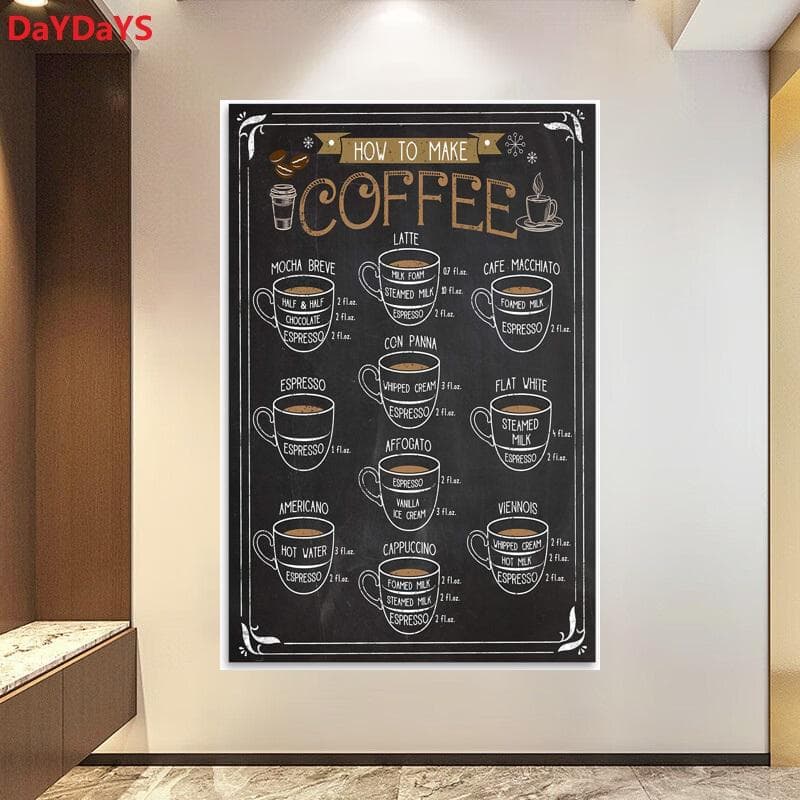 DaYDaYS
HOW TO MAKE
COFFEE
LATTE
MILK FOAM 0.7 fl.oz.
STEAMED MILK 10 fl.oz.
ESPRESSO 2 fl.oz.
MOCHA BREVE
HALF & HALF 2 fl.oz.
CHOCOLATE 2 fl.oz.
ESPRESSO 2 fl.oz.
CAFE MACCHIATO
FOAMED MILK
ESPRESSO 2 fl.oz.
CON PANNA
WHIPPED CREAM 3 fl.oz.
ESPRESSO 2 fl.oz.
ESPRESSO
ESPRESSO 1 fl.oz.
FLAT WHITE
STEAMED
MILK 4 fl.oz.
ESPRESSO 2 fl.oz.
AFFOGATO
ESPRESSO 2 fl.oz.
VANILLA
ICE CREAM 3 fl.oz.
AMERICANO
HOT WATER 3 fl.oz.
ESPRESSO 2 fl.oz.
VIENNOIS
WHIPPED CREAM 2 fl.oz.
HOT MILK 2 fl.oz.
ESPRESSO 2 fl.oz.
CAPPUCCINO
FOAMED MILK 2 fl.oz.
STEAMED MILK 2 fl.oz.
ESPRESSO 2 fl.oz.